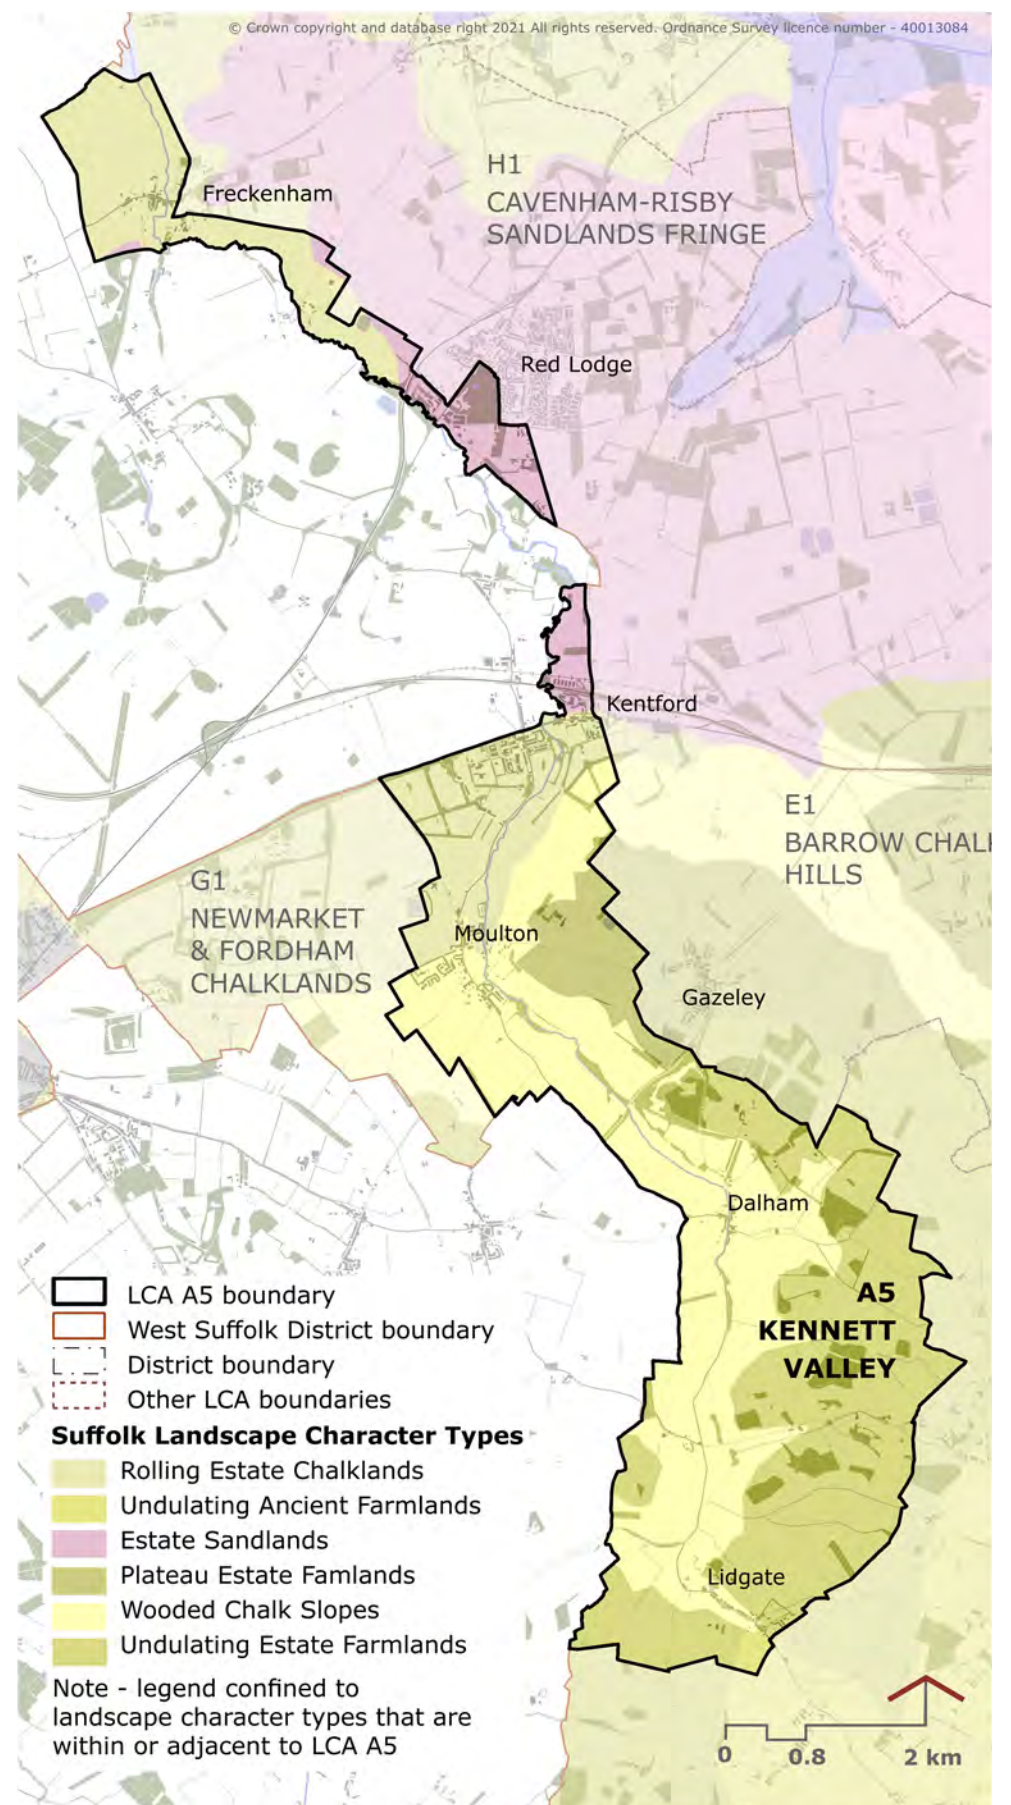 © Crown copyright and database right 2021 All rights reserved. Ordnance Survey licence number - 40013084
H1
CAVENHAM-RISBY
SANDLANDS FRINGE
Freckenham
Red Lodge
Kentford
E1
BARROW CHALK
HILLS
G1
NEWMARKET
& FORDHAM
CHALKLANDS
Moulton
Gazeley
Dalham
A5
KENNETT
VALLEY
Lidgate
LCA A5 boundary
West Suffolk District boundary
District boundary
Other LCA boundaries
Suffolk Landscape Character Types
Rolling Estate Chalklands
Undulating Ancient Farmlands
Estate Sandlands
Plateau Estate Famlands
Wooded Chalk Slopes
Undulating Estate Farmlands
Note - legend confined to
landscape character types that are
within or adjacent to LCA A5
0 0.8 2 km